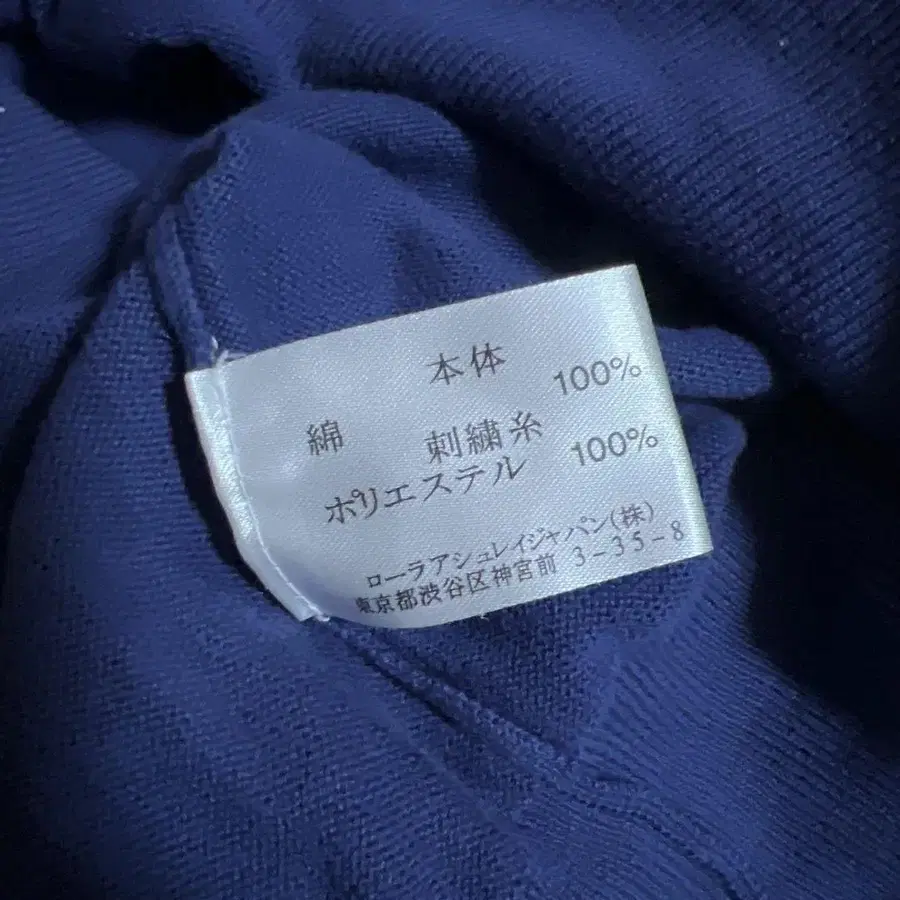 本体
綿 100%
刺繍糸
ポリエステル 100%
ローラアシュレイジャパン(株)
東京都渋谷区神宮前 3-35-8